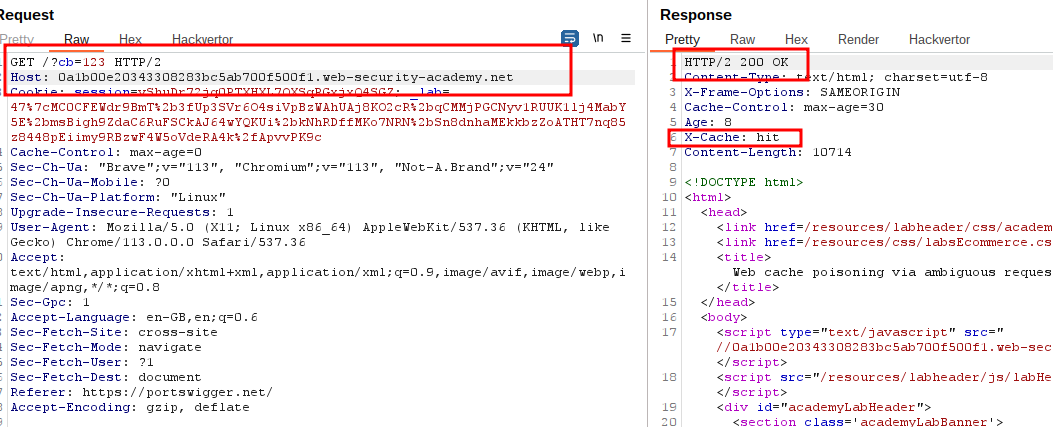 Request
Response
Pretty Raw Hex Hackvertor
\n
Pretty Raw Hex Render Hackvertor
GET /?cb=123 HTTP/2
Host: 0a1b00e20343308283bc5ab700f500f1.web-security-academy.net
47%7cMC0CFEWdr9BmT%2b3fUp3SVr6O4siVpBzWAhUAj8KO2cR%2bqCMMjPGCNyvlRUUK1lj4MabY
5E%2bmsBigh9ZdaC6RuFSCkAJ64wYQKUi%2bkNhRDffMKo7NRN%2bSn8dnhaMEkkbzZoATHT7nq85
z8448pEiimy9RBzwF4W5oVdeRA4k%2fApvvPK9c
Cache-Control: max-age=0
Sec-Ch-Ua: "Brave";v="113", "Chromium";v="113", "Not-A.Brand";v="24"
Sec-Ch-Ua-Mobile: ?0
Sec-Ch-Ua-Platform: "Linux"
Upgrade-Insecure-Requests: 1
User-Agent: Mozilla/5.0 (X11; Linux x86_64) AppleWebKit/537.36 (KHTML, like
Gecko) Chrome/113.0.0.0 Safari/537.36
Accept:
text/html,application/xhtml+xml,application/xml;q=0.9,image/avif,image/webp,i
mage/apng,*/*;q=0.8
Sec-Gpc: 1
Accept-Language: en-GB,en;q=0.6
Sec-Fetch-Site: cross-site
Sec-Fetch-Mode: navigate
Sec-Fetch-User: ?1
Sec-Fetch-Dest: document
Referer: https://portswigger.net/
Accept-Encoding: gzip, deflate
1 HTTP/2 200 OK
2 Content-Type: text/html; charset=utf-8
3 X-Frame-Options: SAMEORIGIN
4 Cache-Control: max-age=30
5 Age: 8
6 X-Cache: hit
7 Content-Length: 10714
8
9 <!DOCTYPE html>
10 <html>
11 <head>
12 <link href=/resources/labheader/css/academ
13 <link href=/resources/css/labsEcommerce.cs
14 <title>
Web cache poisoning via ambiguous reques
</title>
15 </head>
16 <body>
17 <script type="text/javascript" src="
//0a1b00e20343308283bc5ab700f500f1.web-sec
</script>
18 <script src="/resources/labheader/js/labHe
</script>
19 <div id="academyLabHeader">
20 <section class='academyLabBanner'>